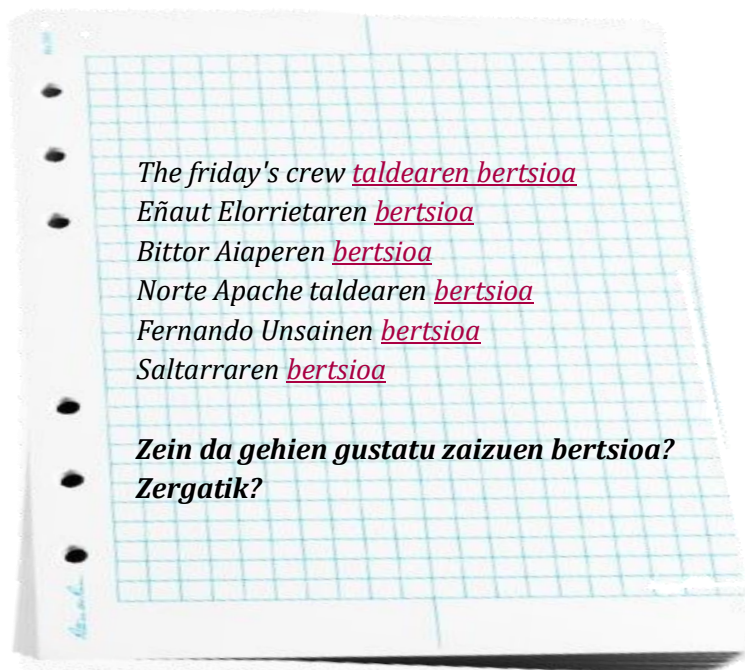 The friday's crew taldearen bertsioa
Eñaut Elorrietaren bertsioa
Bittor Aiaperen bertsioa
Norte Apache taldearen bertsioa
Fernando Unsainen bertsioa
Saltarraren bertsioa
Zein da gehien gustatu zaizuen bertsioa?
Zergatik?